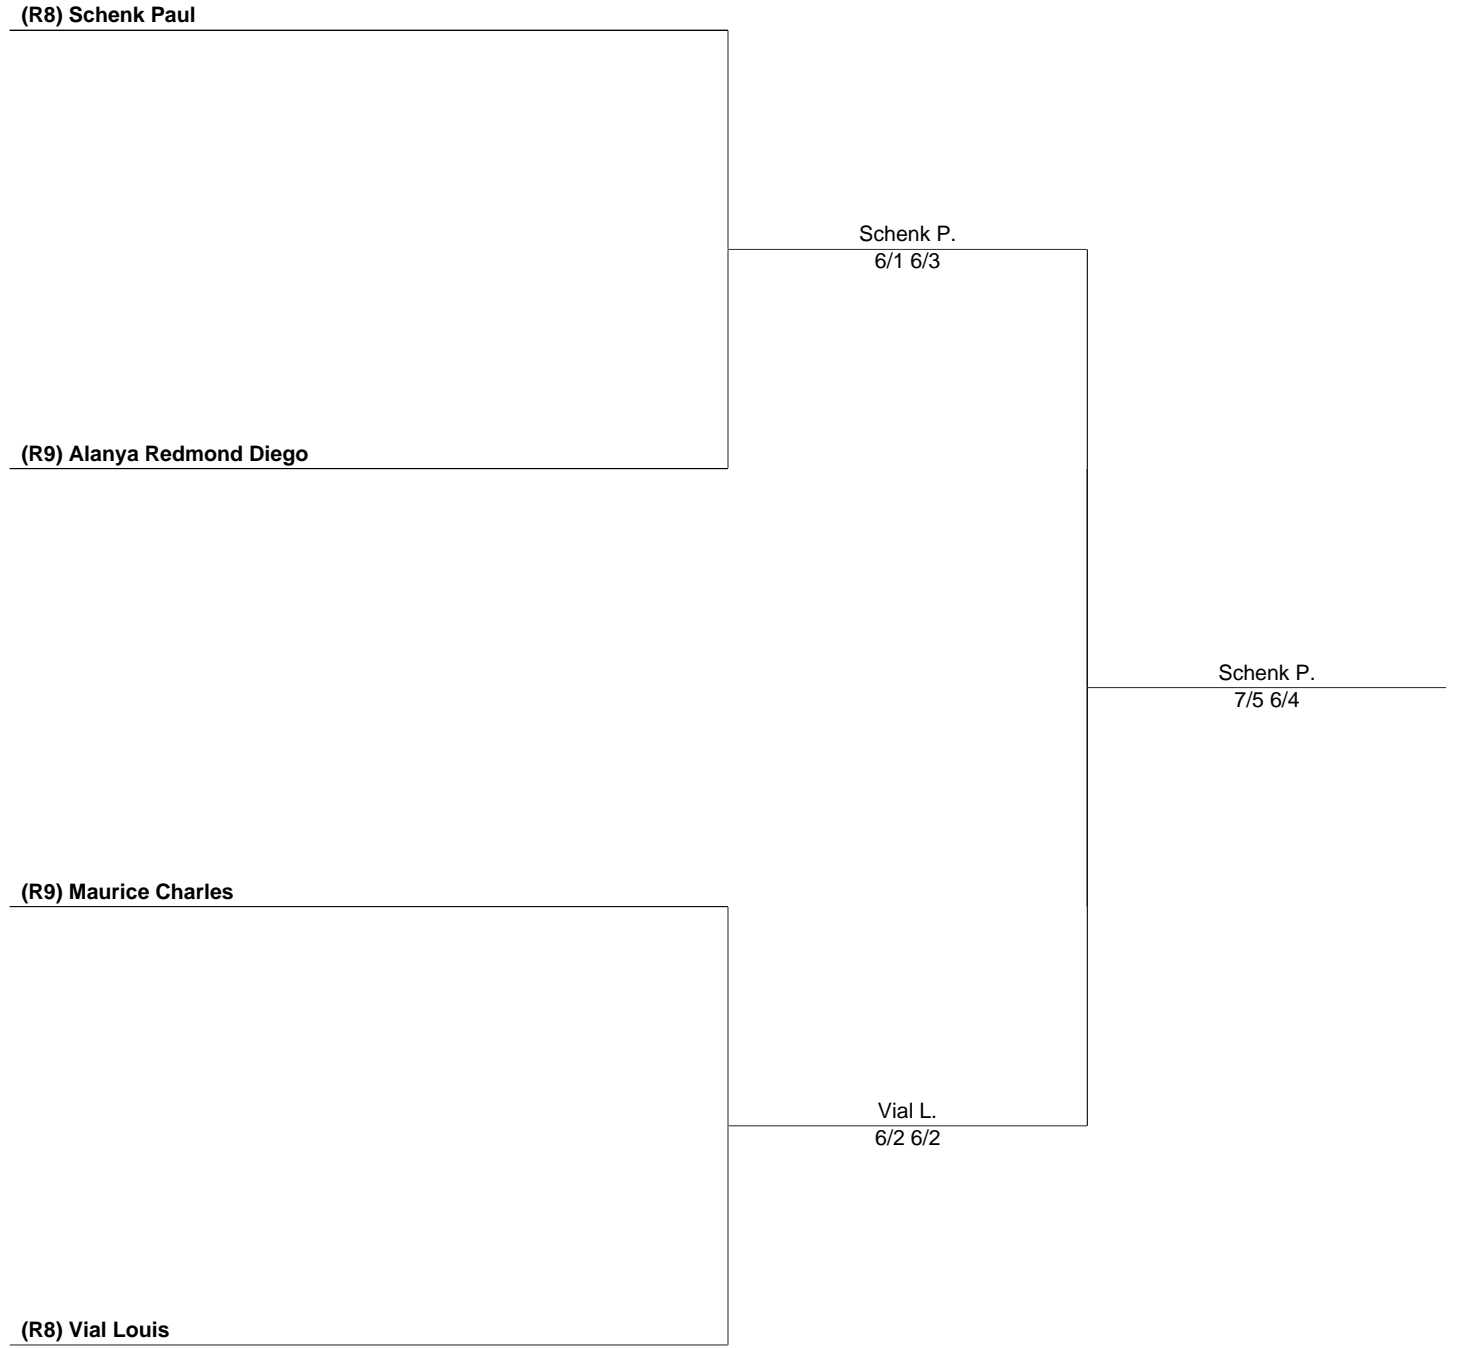 (R8) Schenk Paul
Schenk P.
6/1 6/3
(R9) Alanya Redmond Diego
Schenk P.
7/5 6/4
(R9) Maurice Charles
Vial L.
6/2 6/2
(R8) Vial Louis